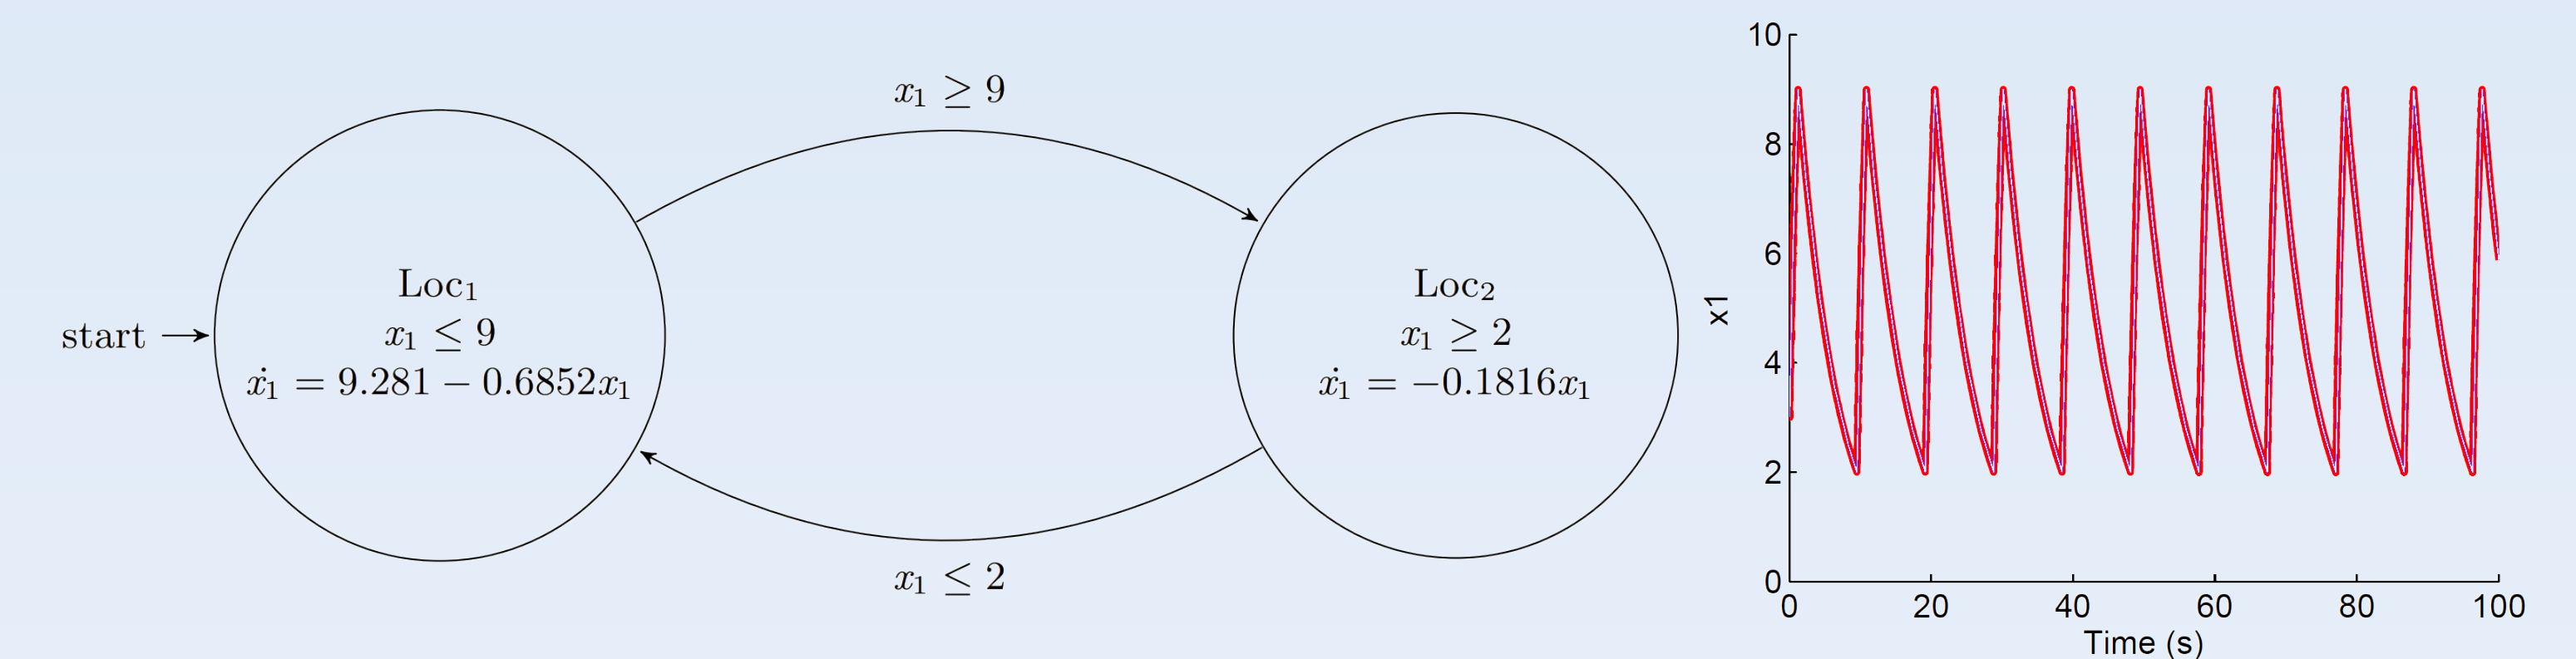 x₁ ≥ 9
start
Loc₁
x₁ ≤ 9
ẋ₁ = 9.281 − 0.6852x₁
Loc₂
x₁ ≥ 2
ẋ₁ = −0.1816x₁
x₁ ≤ 2
10
8
6
4
2
0
x1
0 20 40 60 80 100
Time (s)